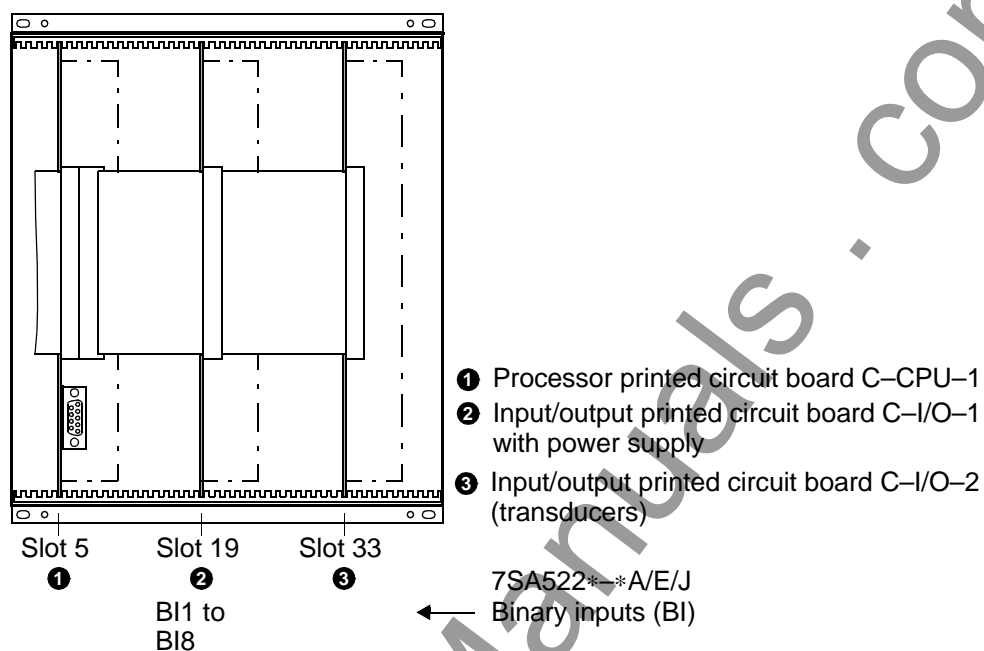 ❶ Processor printed circuit board C–CPU–1
❷ Input/output printed circuit board C–I/O–1
with power supply
❸ Input/output printed circuit board C–I/O–2
(transducers)
Slot 5 Slot 19 Slot 33
❶ ❷ ❸
7SA522∗–∗A/E/J
BI1 to Binary inputs (BI)
BI8
Manuals . co